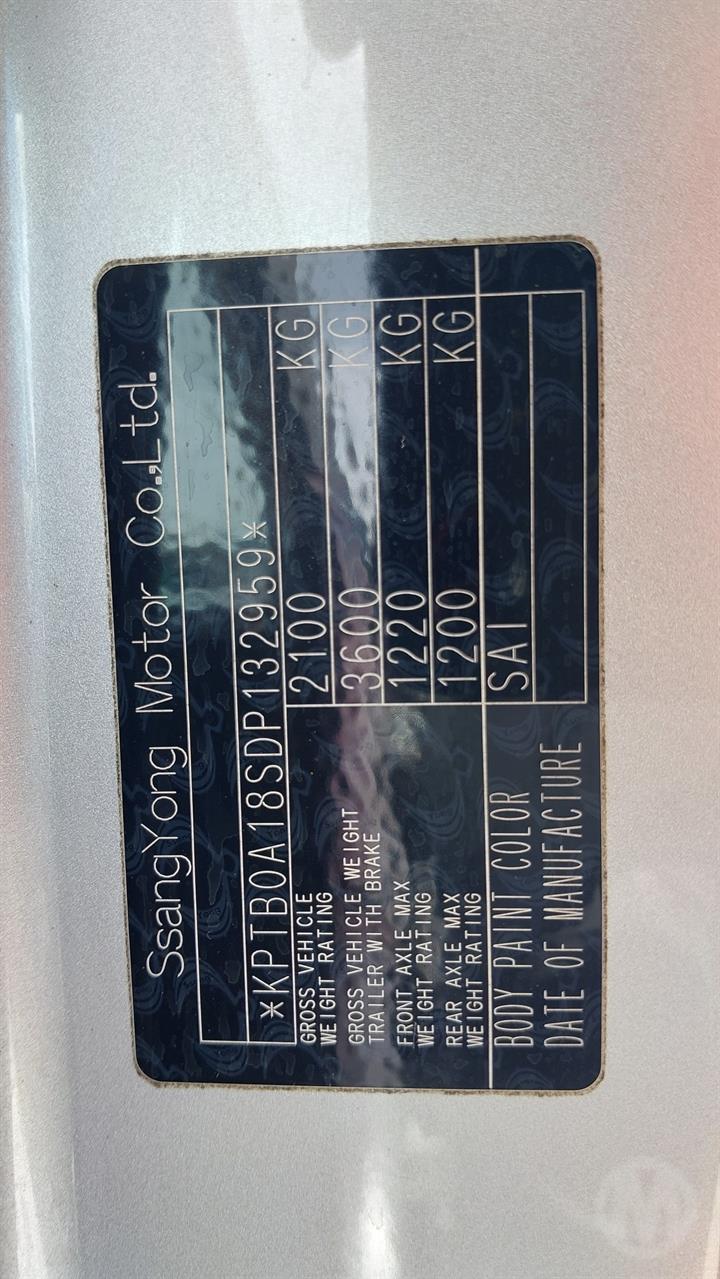 SsangYong Motor Co.,Ltd.
*KPTB0A18SDP132959*
GROSS VEHICLE
WEIGHT RATING
2100 KG
GROSS VEHICLE WEIGHT
TRAILER WITH BRAKE
3600 KG
FRONT AXLE MAX
WEIGHT RATING
1220 KG
REAR AXLE MAX
WEIGHT RATING
1200 KG
BODY PAINT COLOR SAI
DATE OF MANUFACTURE